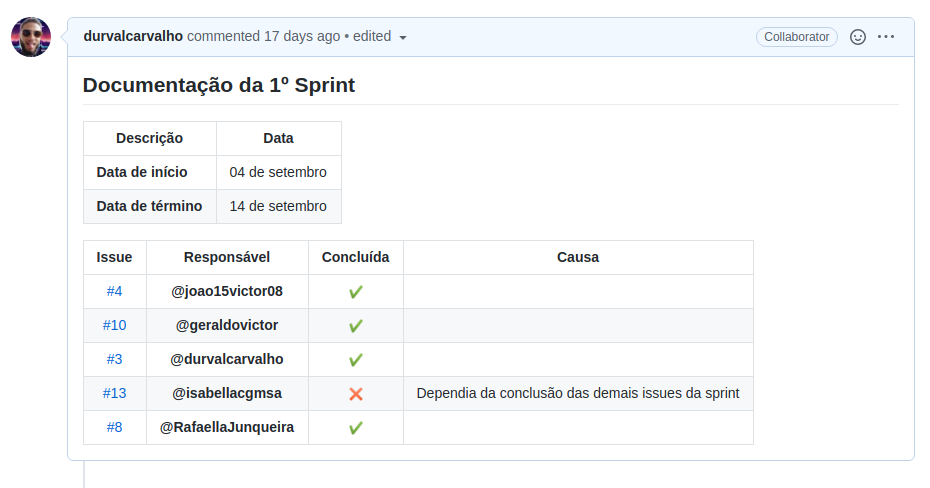 durvalcarvalho commented 17 days ago • edited
Collaborator
Documentação da 1º Sprint
Descrição Data
Data de início 04 de setembro
Data de término 14 de setembro
Issue Responsável Concluída Causa
#4 @joao15victor08 ✔
#10 @geraldovictor ✔
#3 @durvalcarvalho ✔
#13 @isabellacgmsa ❌ Dependia da conclusão das demais issues da sprint
#8 @RafaellaJunqueira ✔